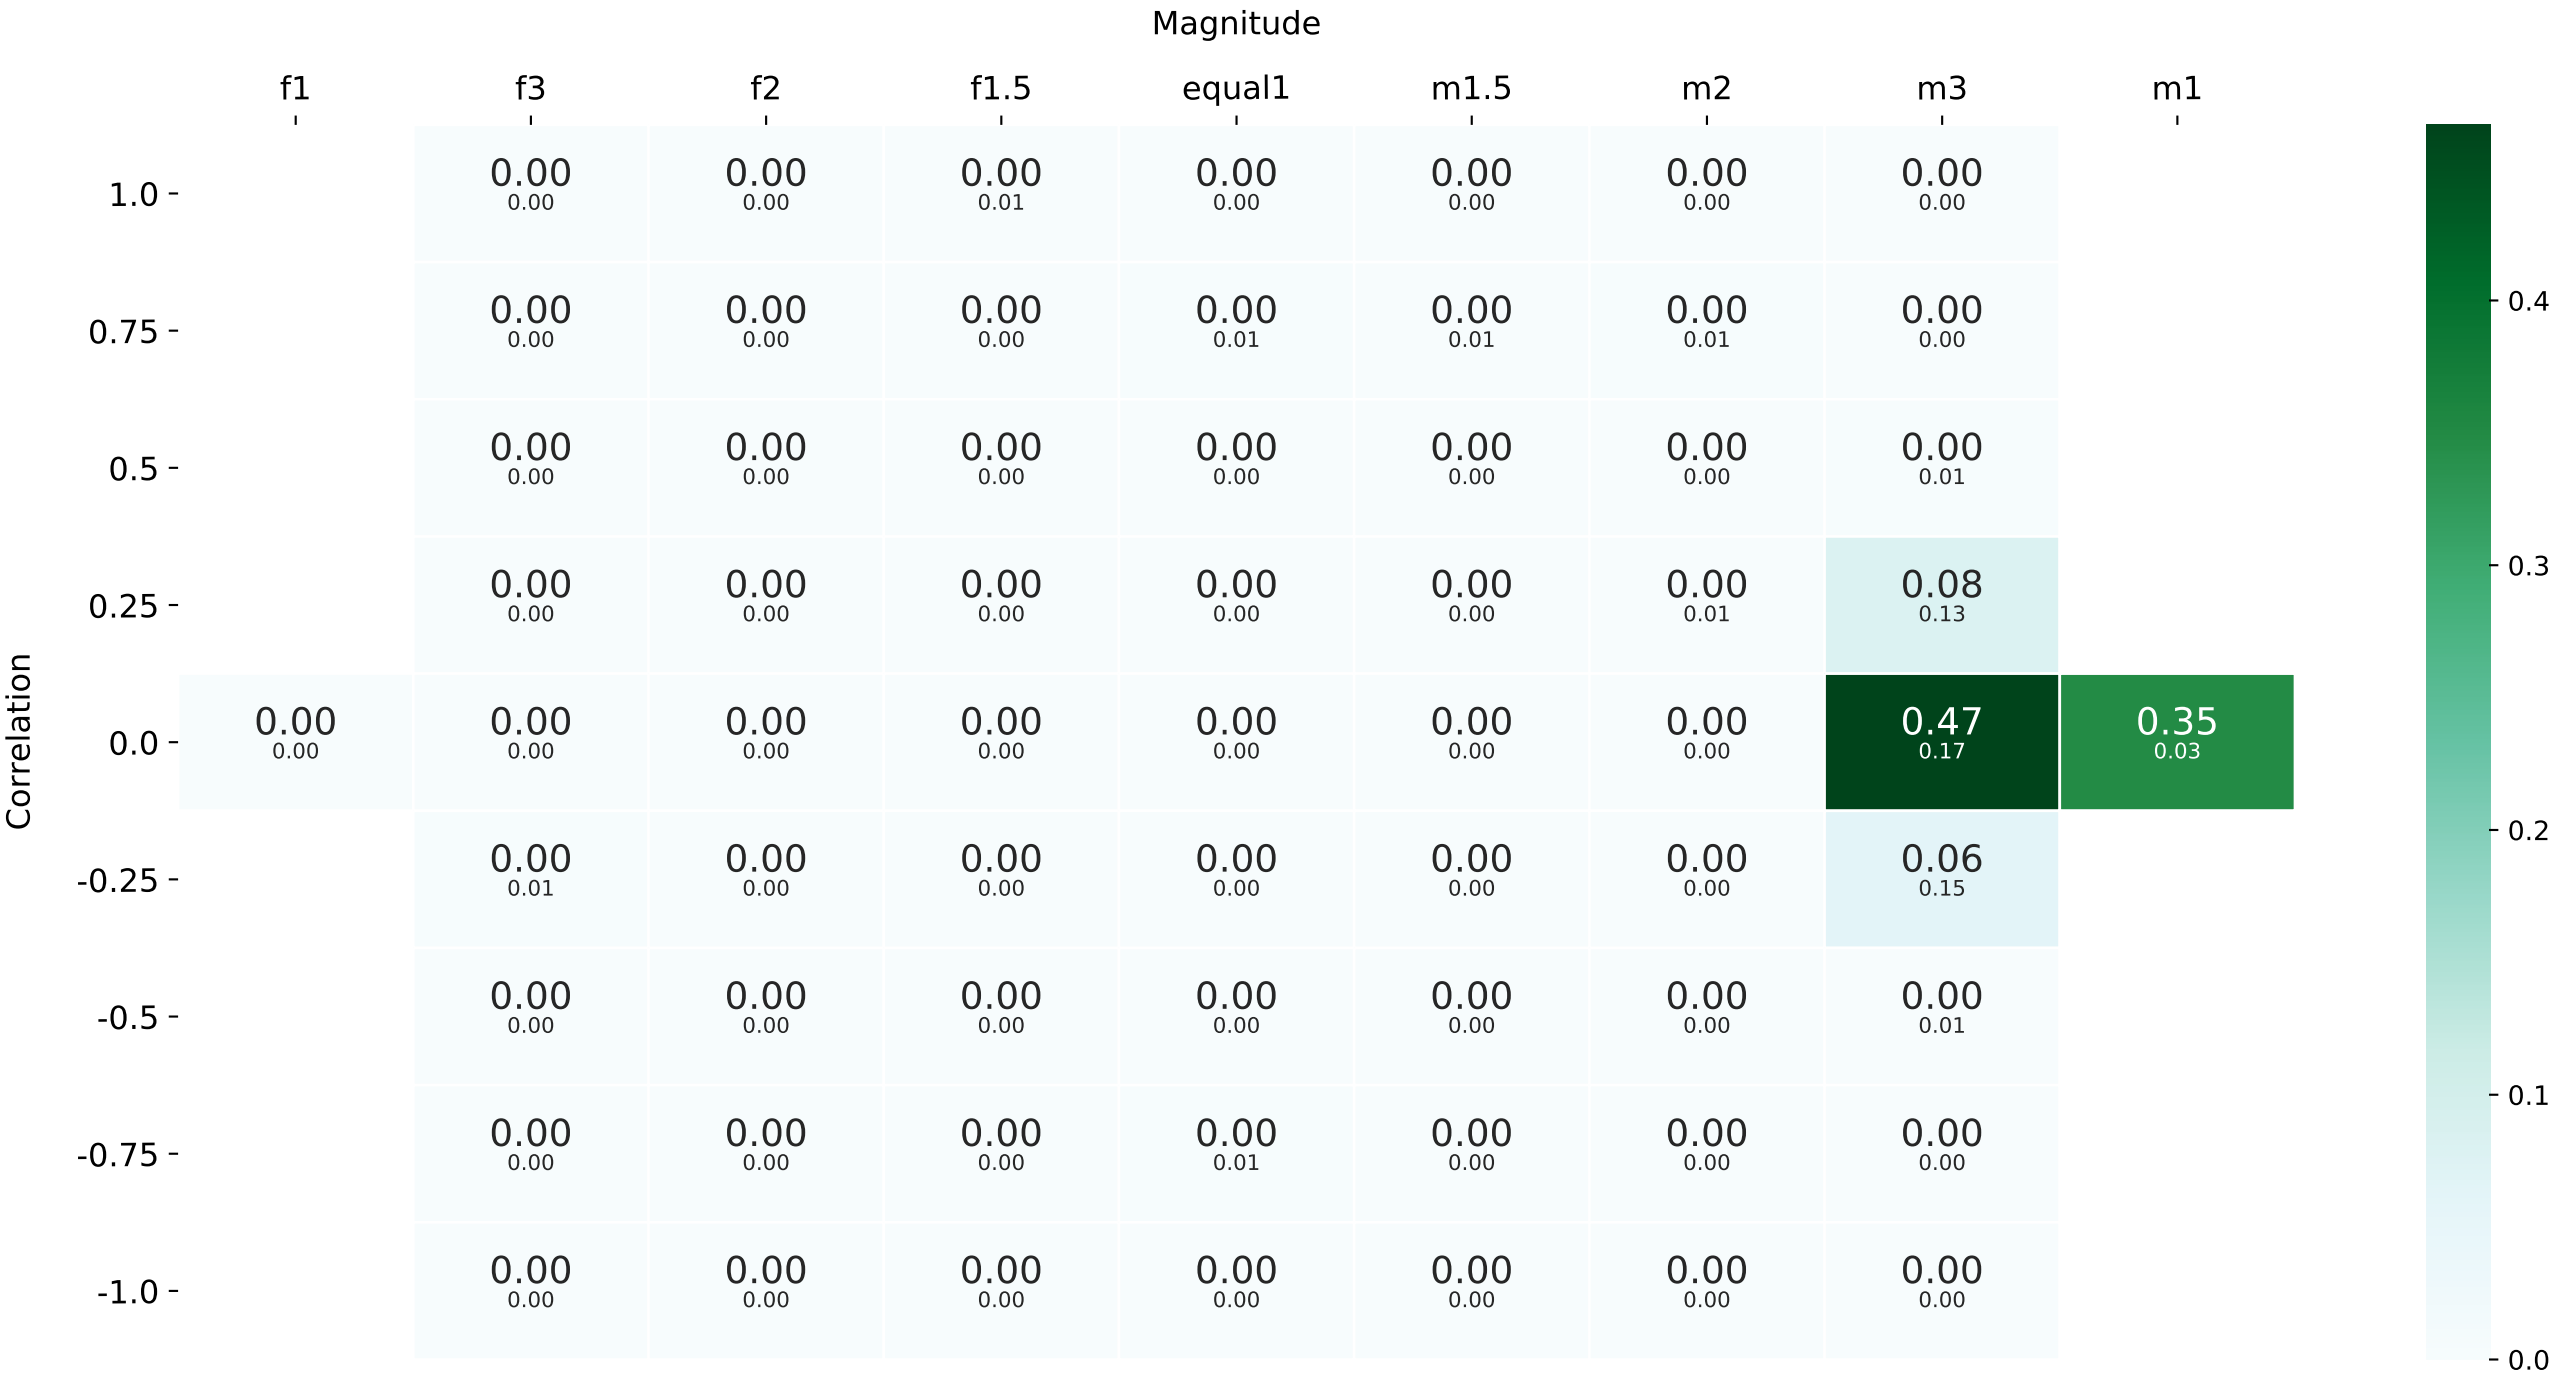 Magnitude
f1 f3 f2 f1.5 equal1 m1.5 m2 m3 m1
1.0 0.00 0.00 0.00 0.00 0.00 0.00 0.00
0.00 0.00 0.01 0.00 0.00 0.00 0.00
0.75 0.00 0.00 0.00 0.00 0.00 0.00 0.00
0.00 0.00 0.00 0.01 0.01 0.01 0.00
0.5 0.00 0.00 0.00 0.00 0.00 0.00 0.00
0.00 0.00 0.00 0.00 0.00 0.00 0.01
0.25 0.00 0.00 0.00 0.00 0.00 0.00 0.08
0.00 0.00 0.00 0.00 0.00 0.01 0.13
0.0 0.00 0.00 0.00 0.00 0.00 0.00 0.00 0.47 0.35
0.00 0.00 0.00 0.00 0.00 0.00 0.00 0.17 0.03
-0.25 0.00 0.00 0.00 0.00 0.00 0.00 0.06
0.01 0.00 0.00 0.00 0.00 0.00 0.15
-0.5 0.00 0.00 0.00 0.00 0.00 0.00 0.00
0.00 0.00 0.00 0.00 0.00 0.00 0.01
-0.75 0.00 0.00 0.00 0.00 0.00 0.00 0.00
0.00 0.00 0.00 0.01 0.00 0.00 0.00
-1.0 0.00 0.00 0.00 0.00 0.00 0.00 0.00
0.00 0.00 0.00 0.00 0.00 0.00 0.00
Correlation
0.4
0.3
0.2
0.1
0.0